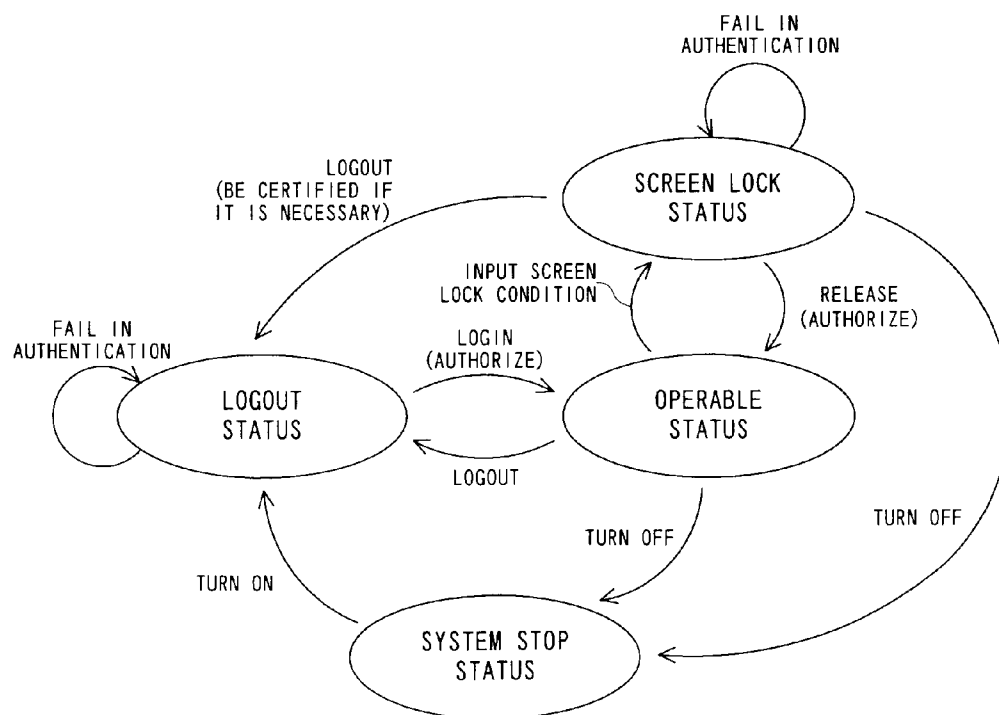 FAIL IN
AUTHENTICATION
SCREEN LOCK
STATUS
LOGOUT
(BE CERTIFIED IF
IT IS NECESSARY)
INPUT SCREEN
LOCK CONDITION
RELEASE
(AUTHORIZE)
FAIL IN
AUTHENTICATION
LOGIN
(AUTHORIZE)
LOGOUT
STATUS
OPERABLE
STATUS
LOGOUT
TURN OFF
TURN OFF
TURN ON
SYSTEM STOP
STATUS